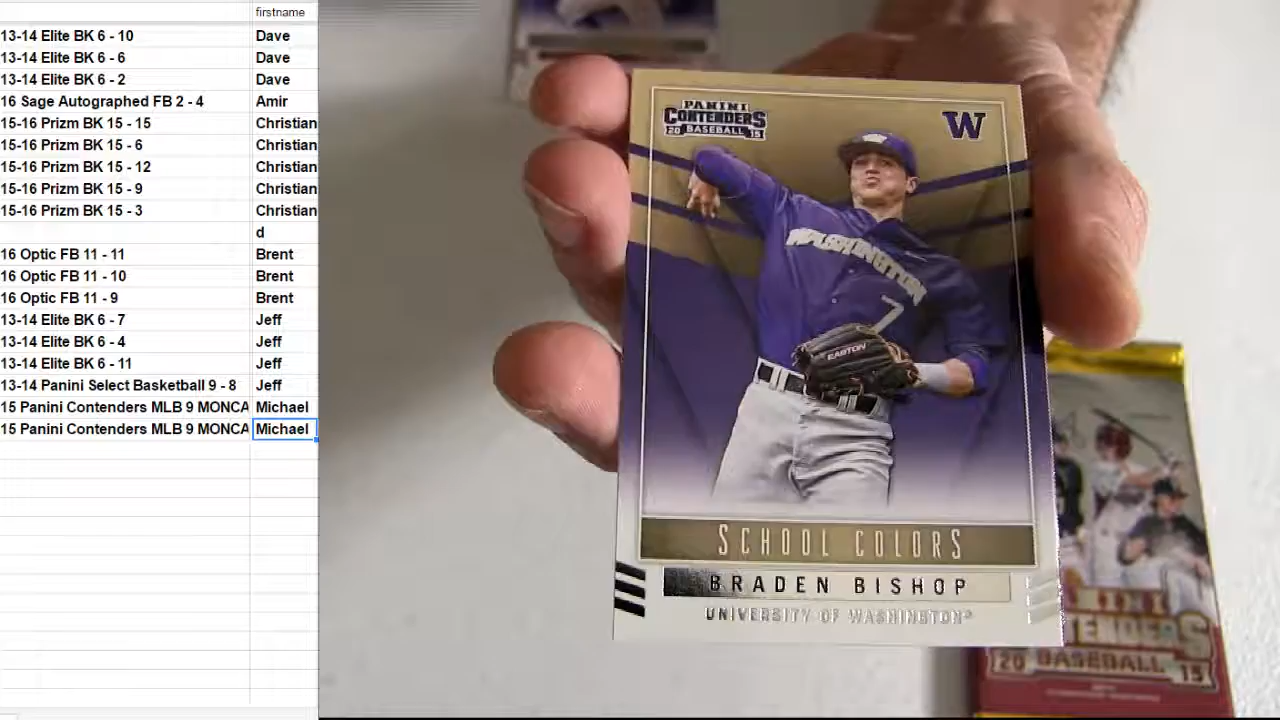 firstname
13-14 Elite BK 6 - 10 Dave
13-14 Elite BK 6 - 6 Dave
13-14 Elite BK 6 - 2 Dave
16 Sage Autographed FB 2 - 4 Amir
15-16 Prizm BK 15 - 15 Christian
15-16 Prizm BK 15 - 6 Christian
15-16 Prizm BK 15 - 12 Christian
15-16 Prizm BK 15 - 9 Christian
15-16 Prizm BK 15 - 3 Christian
d
16 Optic FB 11 - 11 Brent
16 Optic FB 11 - 10 Brent
16 Optic FB 11 - 9 Brent
13-14 Elite BK 6 - 7 Jeff
13-14 Elite BK 6 - 4 Jeff
13-14 Elite BK 6 - 11 Jeff
13-14 Panini Select Basketball 9 - 8 Jeff
15 Panini Contenders MLB 9 MONCA Michael
15 Panini Contenders MLB 9 MONCA Michael
PANINI
CONTENDERS
20 BASEBALL 15
W
WASHINGTON
7
EASTON
SCHOOL COLORS
BRADEN BISHOP
UNIVERSITY OF WASHINGTON®
20 BASEBALL 15